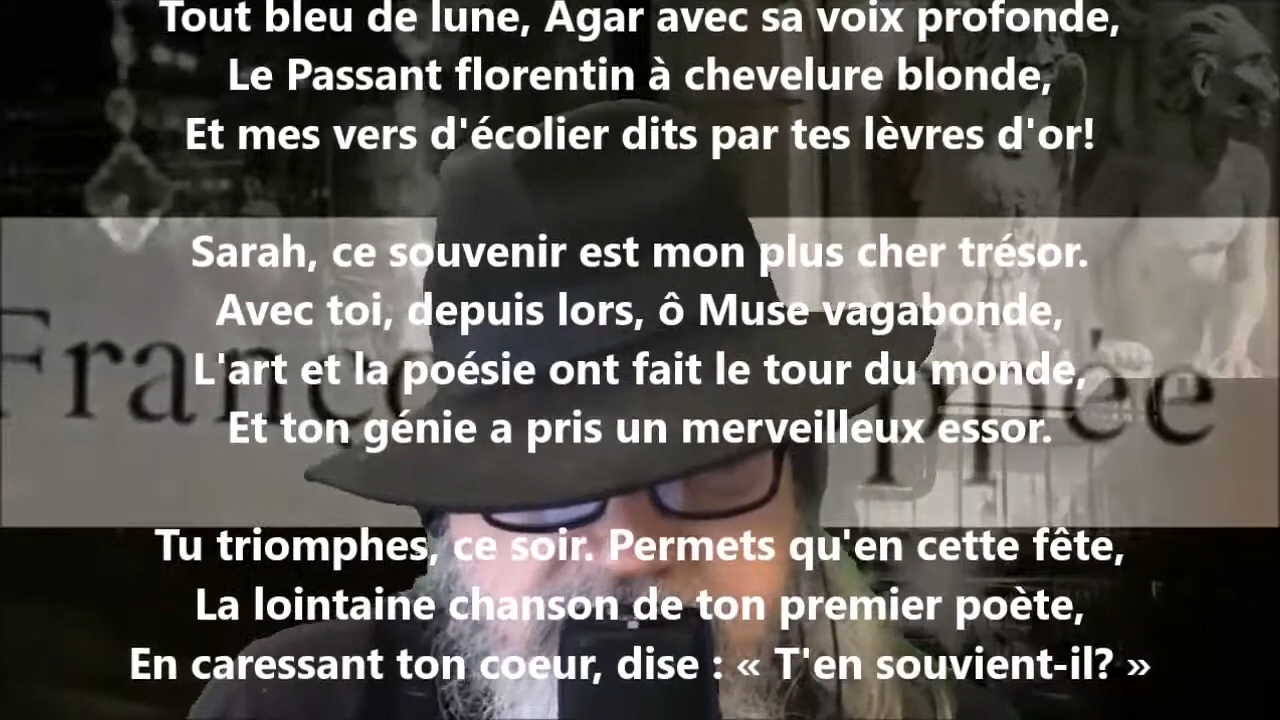 Tout bleu de lune, Agar avec sa voix profonde,
Le Passant florentin à chevelure blonde,
Et mes vers d'écolier dits par tes lèvres d'or!
Sarah, ce souvenir est mon plus cher trésor.
Avec toi, depuis lors, ô Muse vagabonde,
L'art et la poésie ont fait le tour du monde,
Et ton génie a pris un merveilleux essor.
Tu triomphes, ce soir. Permets qu'en cette fête,
La lointaine chanson de ton premier poète,
En caressant ton coeur, dise : « T'en souvient-il? »